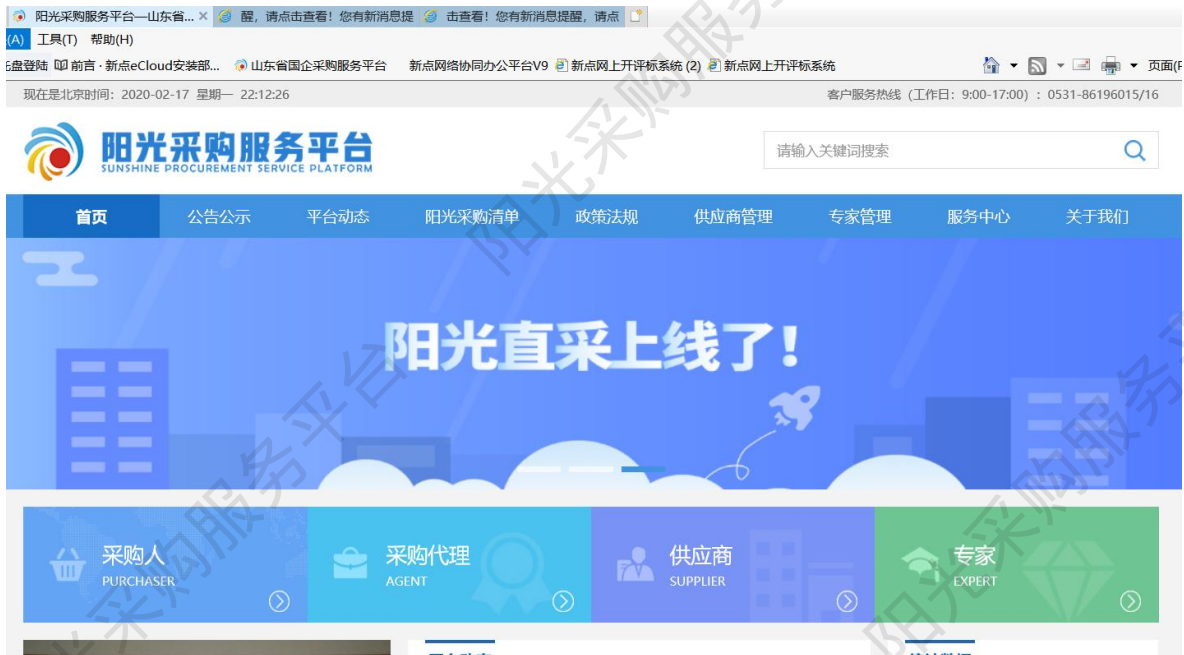 阳光采购服务平台—山东省... × 醒，请点击查看！您有新消息提 击查看！您有新消息提醒，请点
(A) 工具(T) 帮助(H)
盘登陆 前言 · 新点eCloud安装部... 山东省国企采购服务平台 新点网络协同办公平台V9 新点网上开评标系统 (2) 新点网上开评标系统 页面(P
现在是北京时间：2020-02-17 星期一 22:12:26 客户服务热线 (工作日：9:00-17:00) ：0531-86196015/16
阳光采购服务平台
SUNSHINE PROCUREMENT SERVICE PLATFORM
请输入关键词搜索
首页 公告公示 平台动态 阳光采购清单 政策法规 供应商管理 专家管理 服务中心 关于我们
阳光直采上线了！
采购人 采购代理 供应商 专家
PURCHASER AGENT SUPPLIER EXPERT
阳光采购服务平台